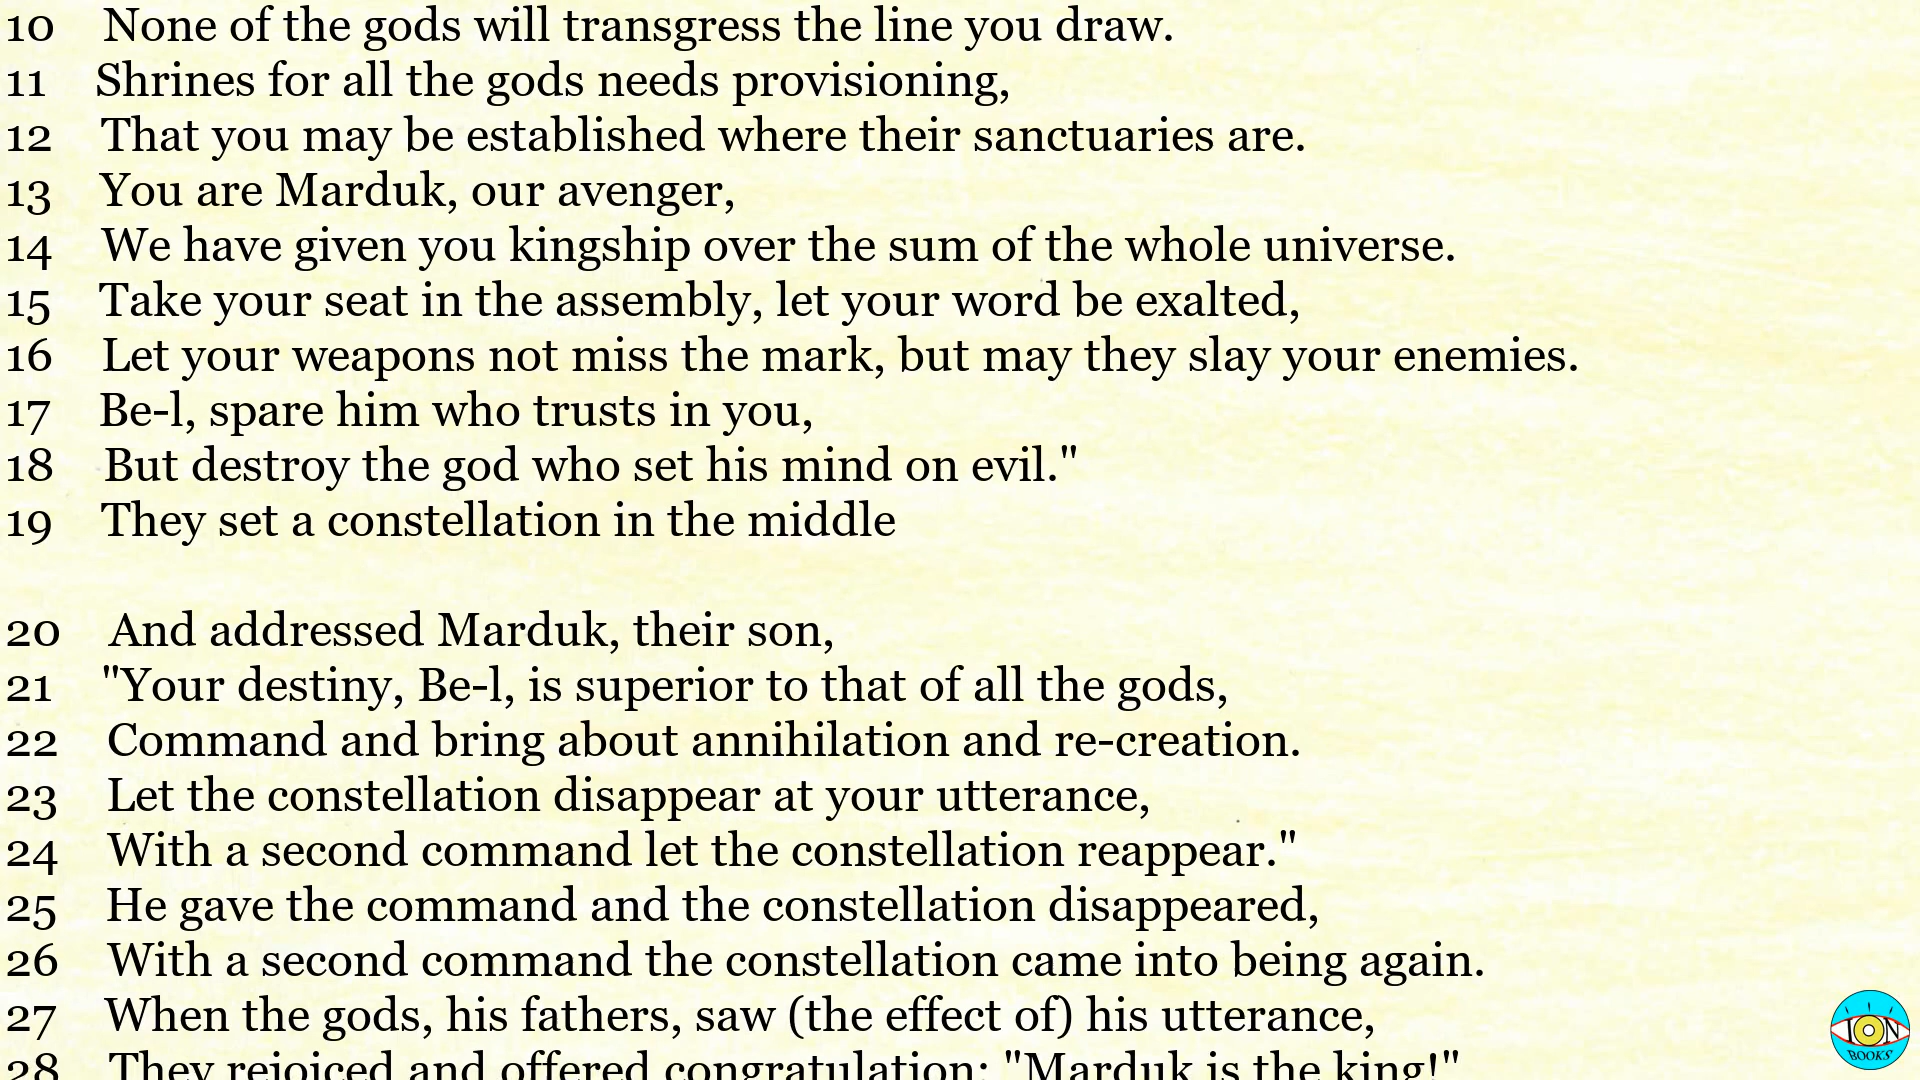 10 None of the gods will transgress the line you draw.
11 Shrines for all the gods needs provisioning,
12 That you may be established where their sanctuaries are.
13 You are Marduk, our avenger,
14 We have given you kingship over the sum of the whole universe.
15 Take your seat in the assembly, let your word be exalted,
16 Let your weapons not miss the mark, but may they slay your enemies.
17 Be-l, spare him who trusts in you,
18 But destroy the god who set his mind on evil."
19 They set a constellation in the middle
20 And addressed Marduk, their son,
21 "Your destiny, Be-l, is superior to that of all the gods,
22 Command and bring about annihilation and re-creation.
23 Let the constellation disappear at your utterance,
24 With a second command let the constellation reappear."
25 He gave the command and the constellation disappeared,
26 With a second command the constellation came into being again.
27 When the gods, his fathers, saw (the effect of) his utterance,
28 They rejoiced and offered congratulation: "Marduk is the king!"
ION
BOOKS